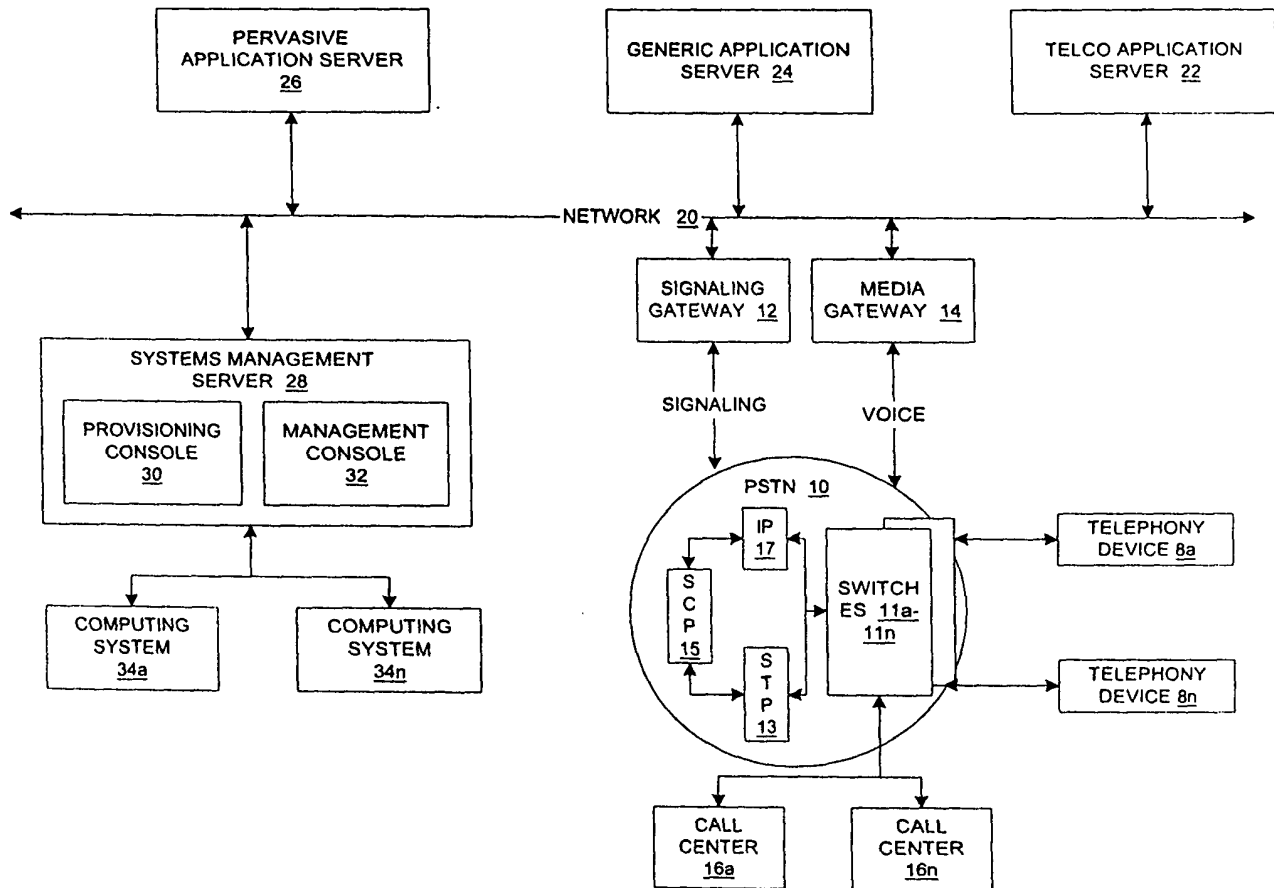 PERVASIVE
APPLICATION SERVER
26
GENERIC APPLICATION
SERVER 24
TELCO APPLICATION
SERVER 22
NETWORK 20
SIGNALING
GATEWAY 12
MEDIA
GATEWAY 14
SYSTEMS MANAGEMENT
SERVER 28
PROVISIONING
CONSOLE
30
MANAGEMENT
CONSOLE
32
SIGNALING
VOICE
PSTN 10
IP
17
S
C
P
15
S
T
P
13
SWITCH
ES 11a-
11n
TELEPHONY
DEVICE 8a
TELEPHONY
DEVICE 8n
COMPUTING
SYSTEM
34a
COMPUTING
SYSTEM
34n
CALL
CENTER
16a
CALL
CENTER
16n